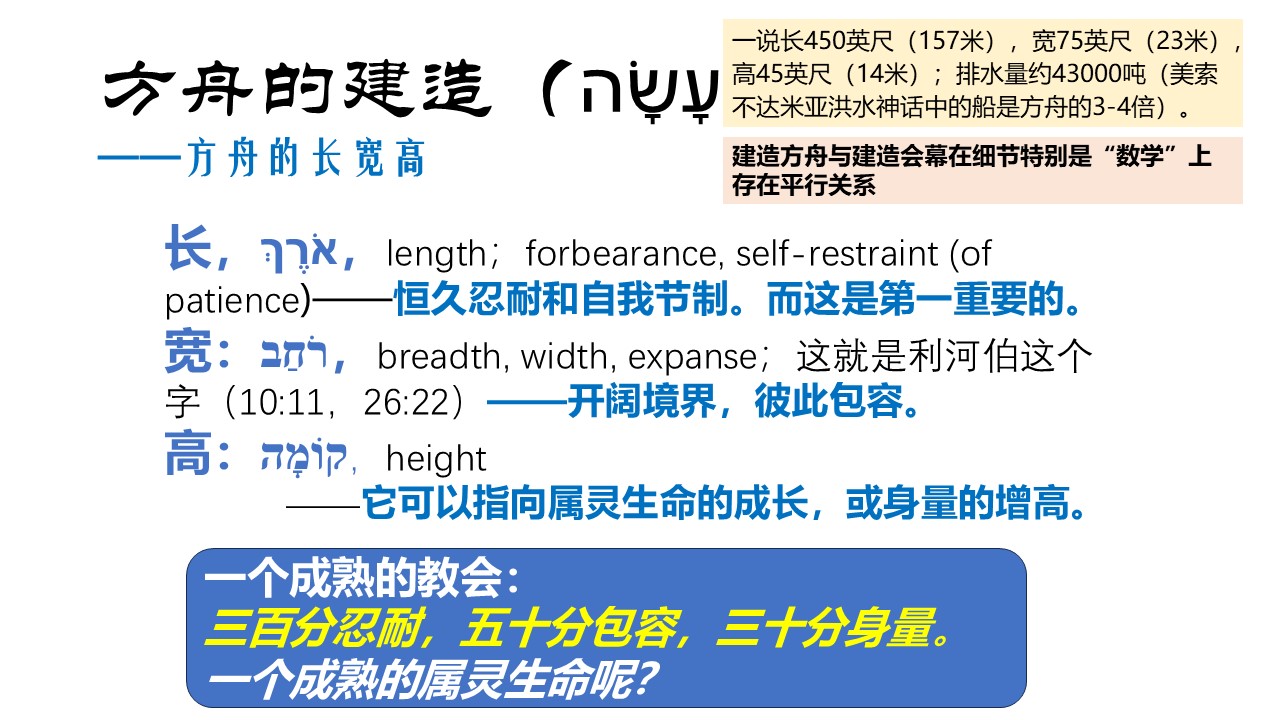 方舟的建造（עָשָׂה
——方舟的长宽高
一说长450英尺（157米），宽75英尺（23米），
高45英尺（14米）；排水量约43000吨（美索
不达米亚洪水神话中的船是方舟的3-4倍）。
建造方舟与建造会幕在细节特别是“数学”上
存在平行关系
长，אֹרֶךְ，length；forbearance, self-restraint (of
patience)——恒久忍耐和自我节制。而这是第一重要的。
宽：רֹחַב，breadth, width, expanse；这就是利河伯这个
字（10:11，26:22）——开阔境界，彼此包容。
高：קוֹמָה，height
——它可以指向属灵生命的成长，或身量的增高。
一个成熟的教会：
三百分忍耐，五十分包容，三十分身量。
一个成熟的属灵生命呢？